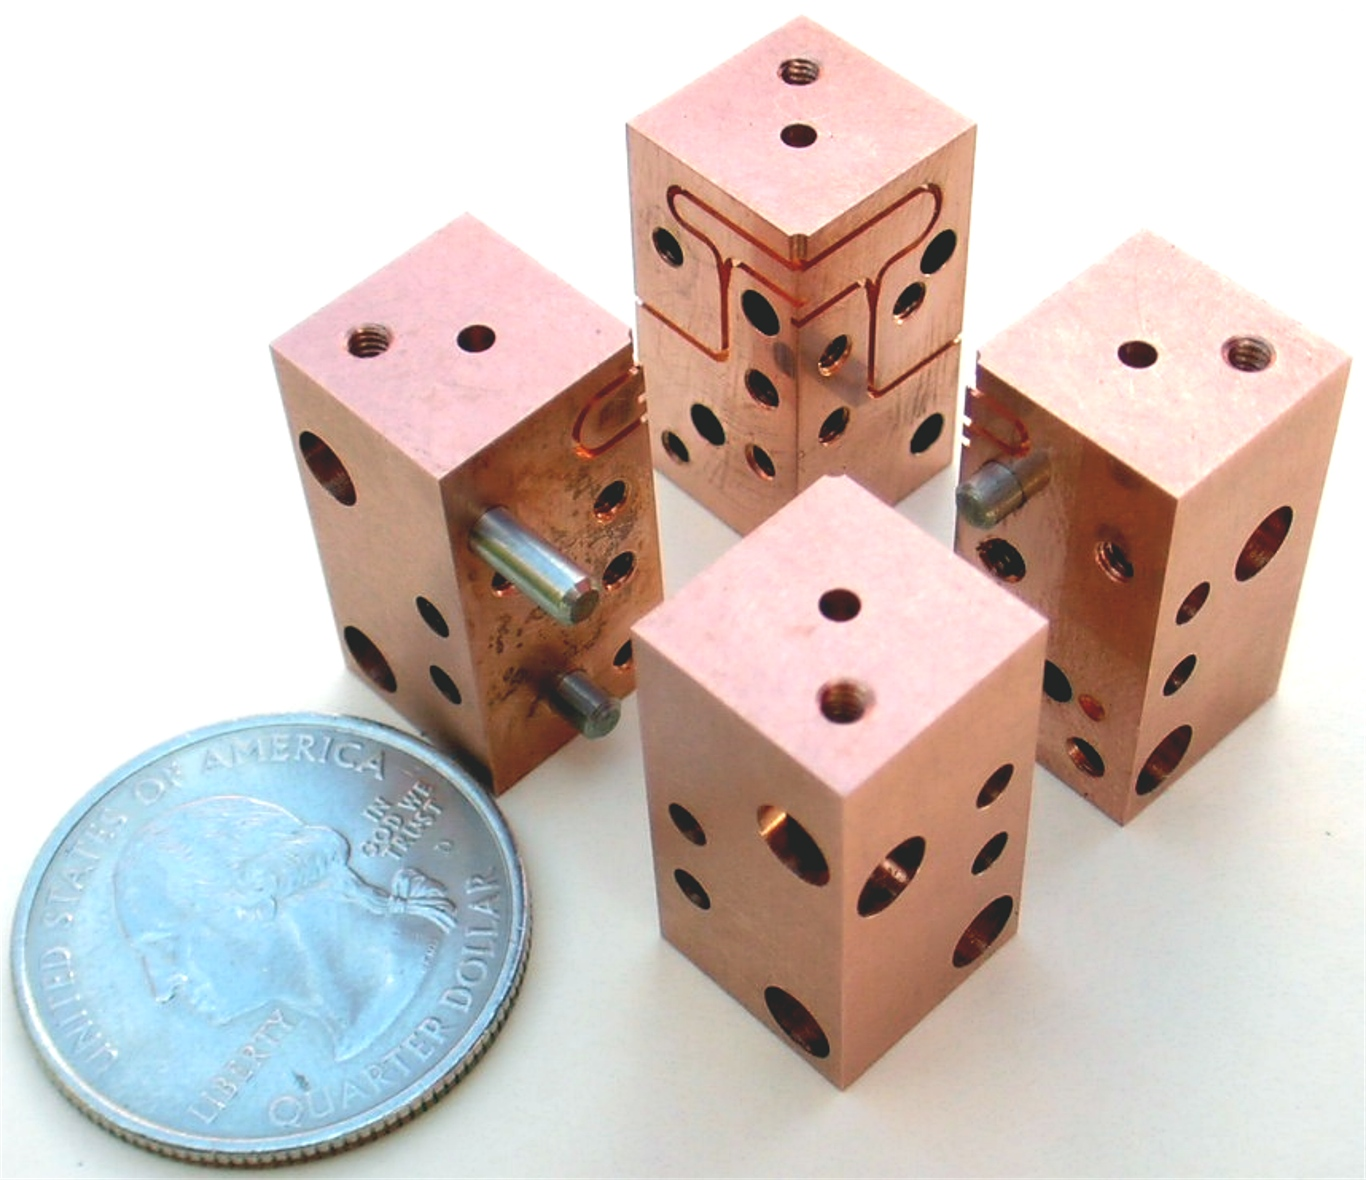 UNITED STATES OF AMERICA
IN
GOD WE
TRUST
D
LIBERTY
QUARTER DOLLAR